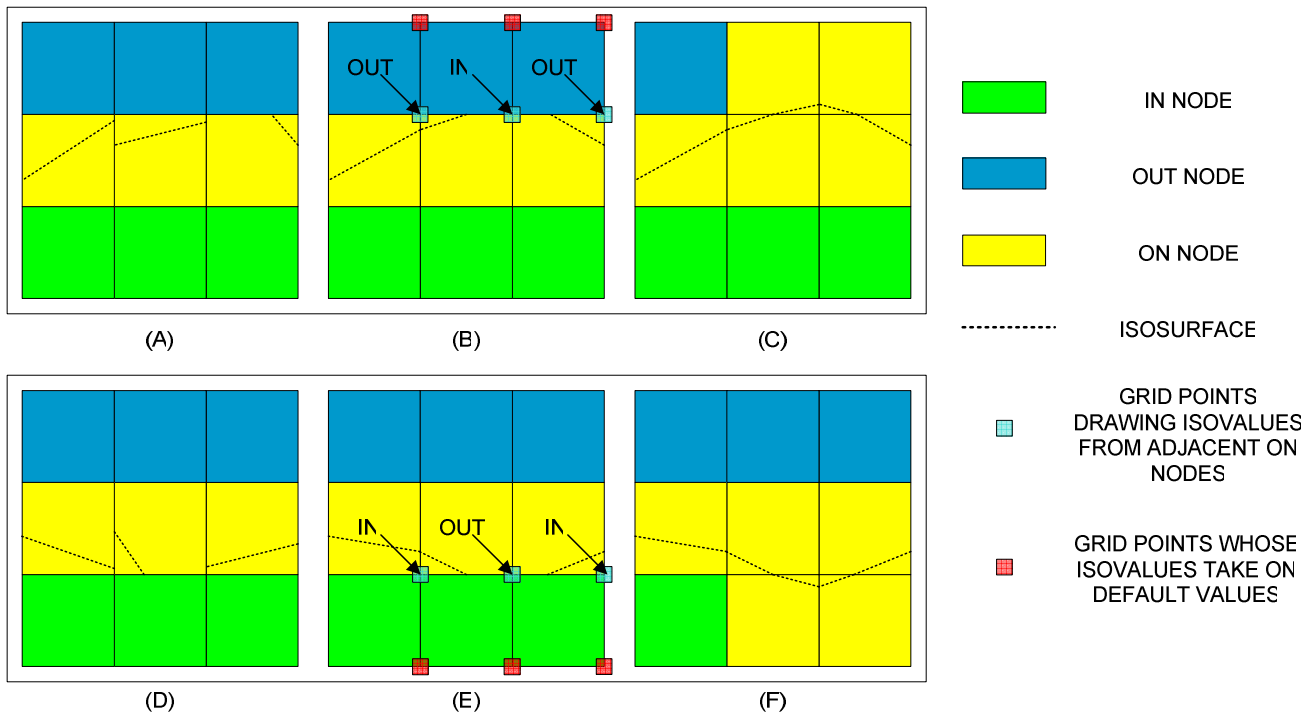 OUT
IN
OUT
(A)
(B)
(C)
IN
OUT
IN
(D)
(E)
(F)
IN NODE
OUT NODE
ON NODE
ISOSURFACE
GRID POINTS
DRAWING ISOVALUES
FROM ADJACENT ON
NODES
GRID POINTS WHOSE
ISOVALUES TAKE ON
DEFAULT VALUES